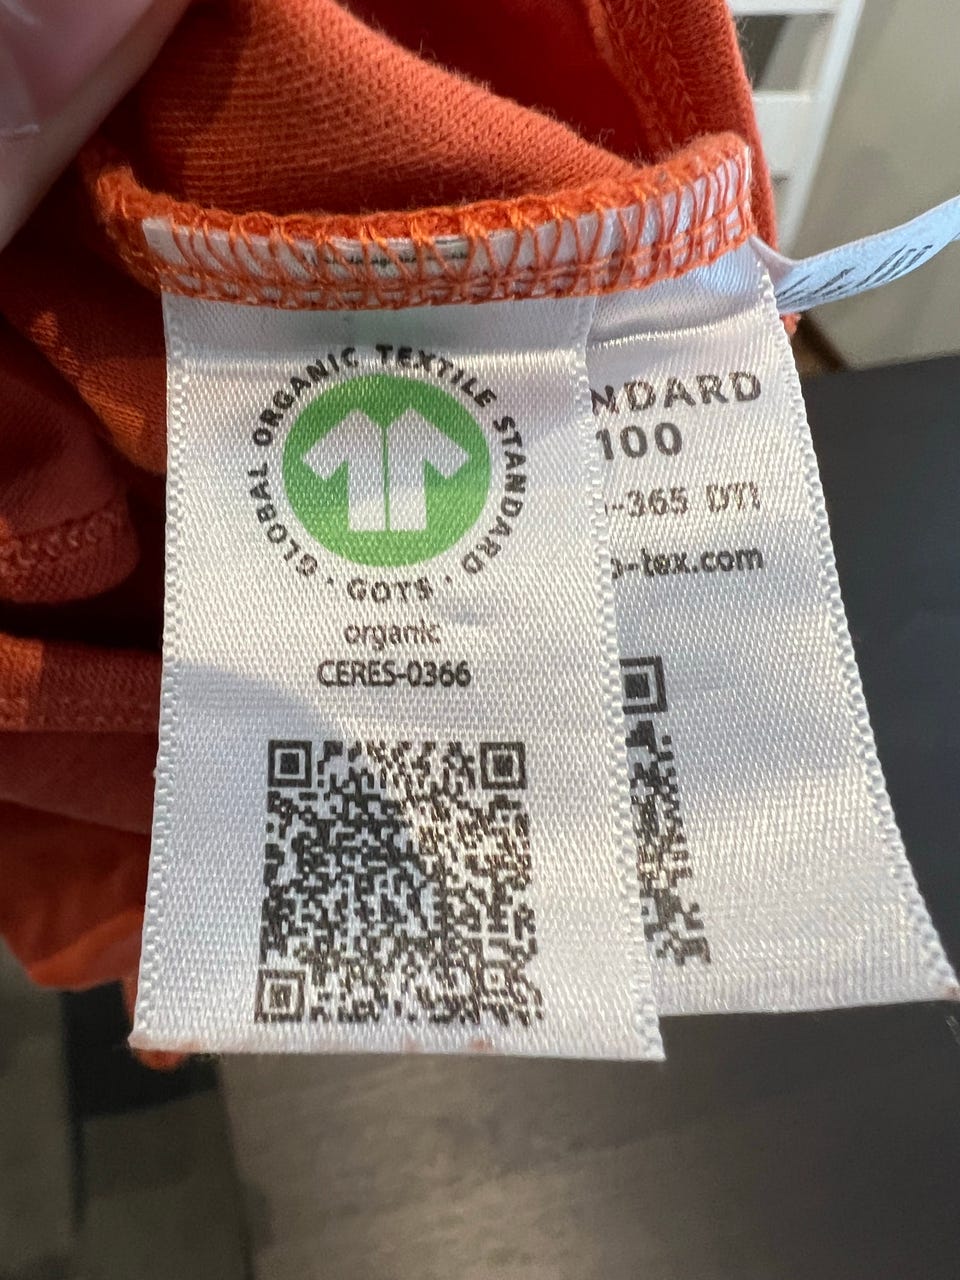 GLOBAL ORGANIC TEXTILE STANDARD · GOTS ·
organic
CERES-0366
NDARD
100
-365 DTI
o-tex.com